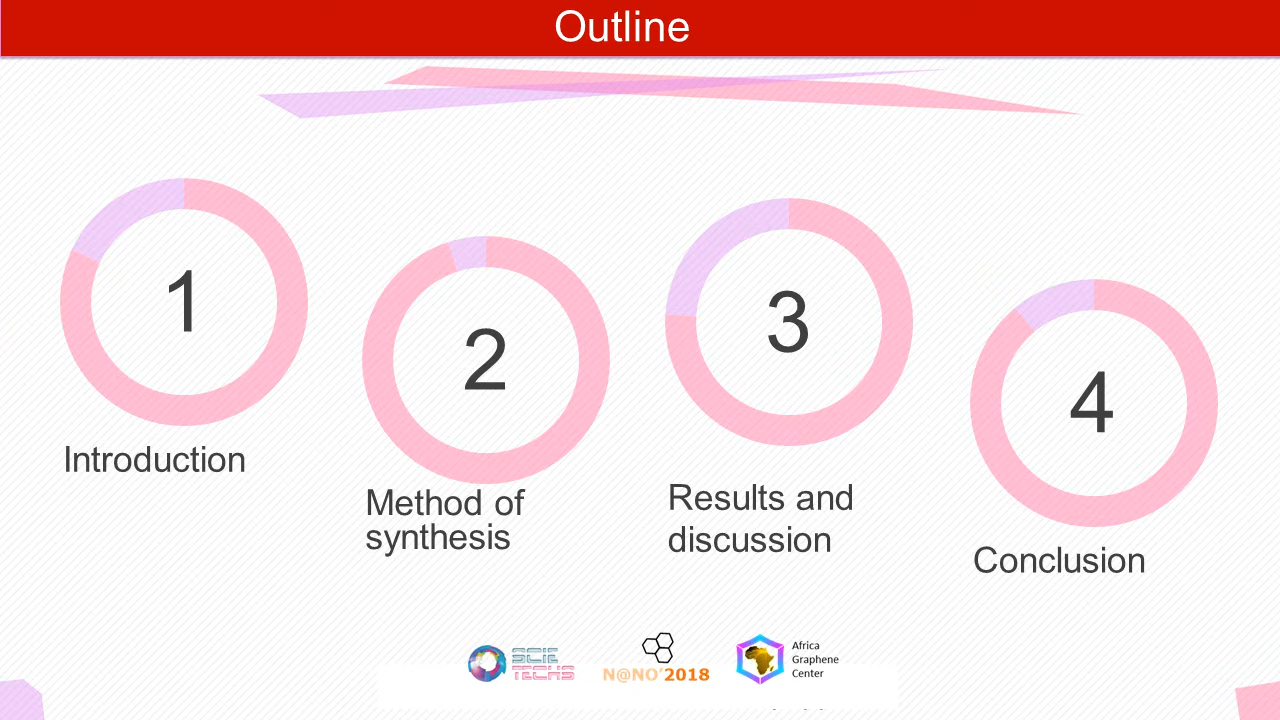 Outline
1
2
3
4
Introduction
Method of
synthesis
Results and
discussion
Conclusion
SCIE
TECHS
N@NO'2018
Africa
Graphene
Center